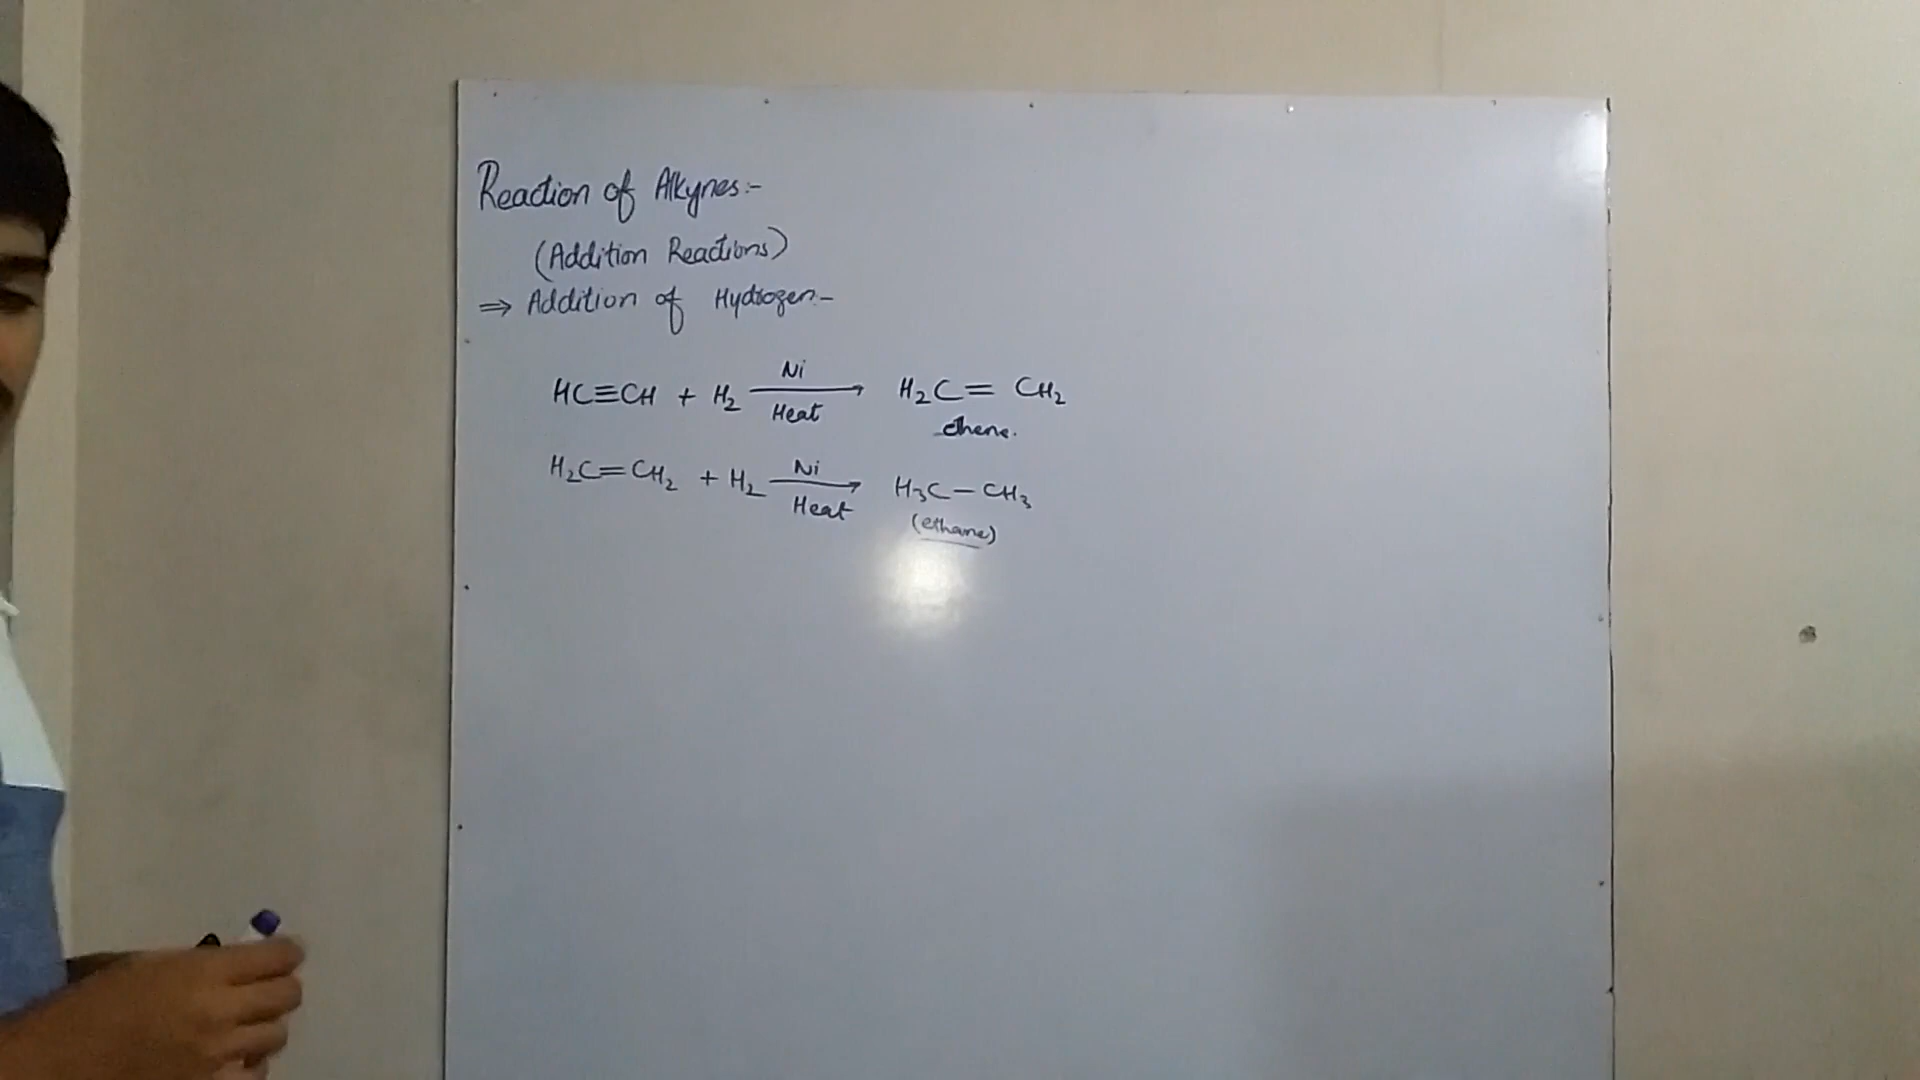 Reaction of Alkynes:-
(Addition Reactions)
⇒ Addition of Hydrogen:-
HC≡CH + H₂ —Ni/Heat→ H₂C = CH₂
ethene.
H₂C=CH₂ + H₂ —Ni/Heat→ H₃C – CH₃
(ethane)